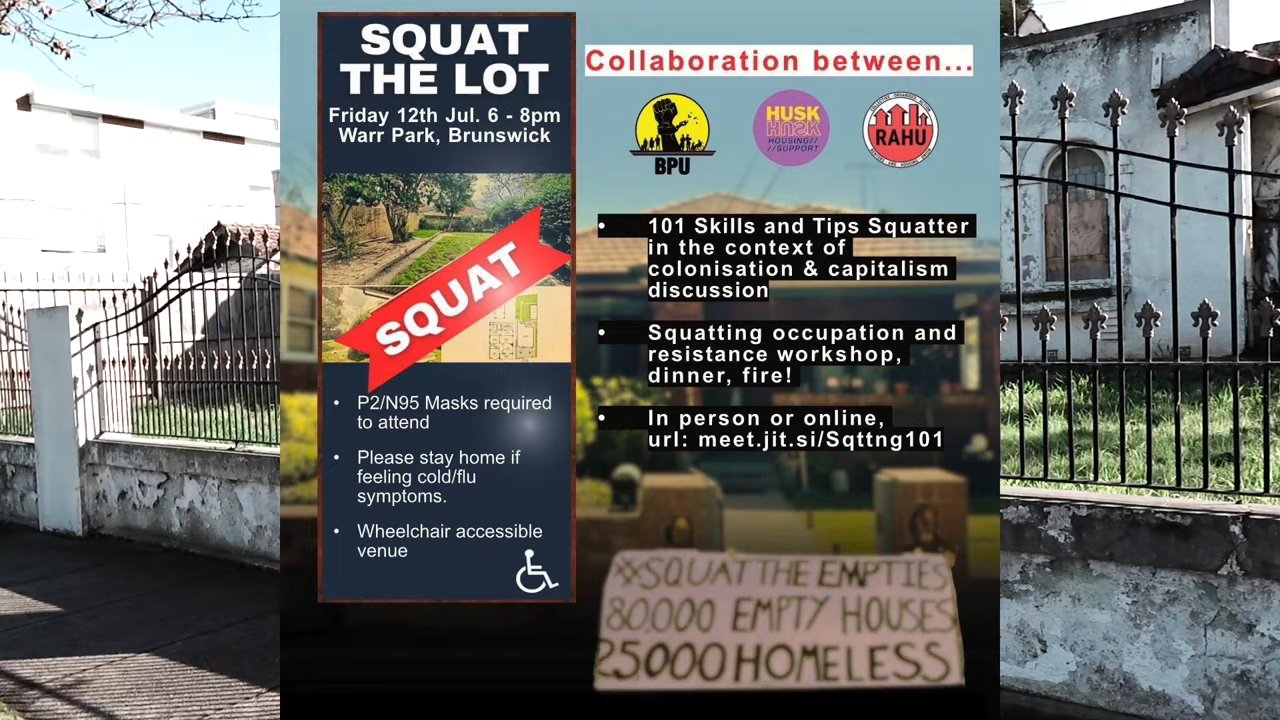 SQUAT
THE LOT
Friday 12th Jul. 6 - 8pm
Warr Park, Brunswick
SQUAT
• P2/N95 Masks required
to attend
• Please stay home if
feeling cold/flu
symptoms.
• Wheelchair accessible
venue
Collaboration between...
BPU
HUSK
HUSK
HOUSING//
//SUPPORT
RAHU
• 101 Skills and Tips Squatter
in the context of
colonisation & capitalism
discussion
• Squatting occupation and
resistance workshop,
dinner, fire!
• In person or online,
url: meet.jit.si/Sqttng101
SQUAT THE EMPTIES
80,000 EMPTY HOUSES
25000 HOMELESS